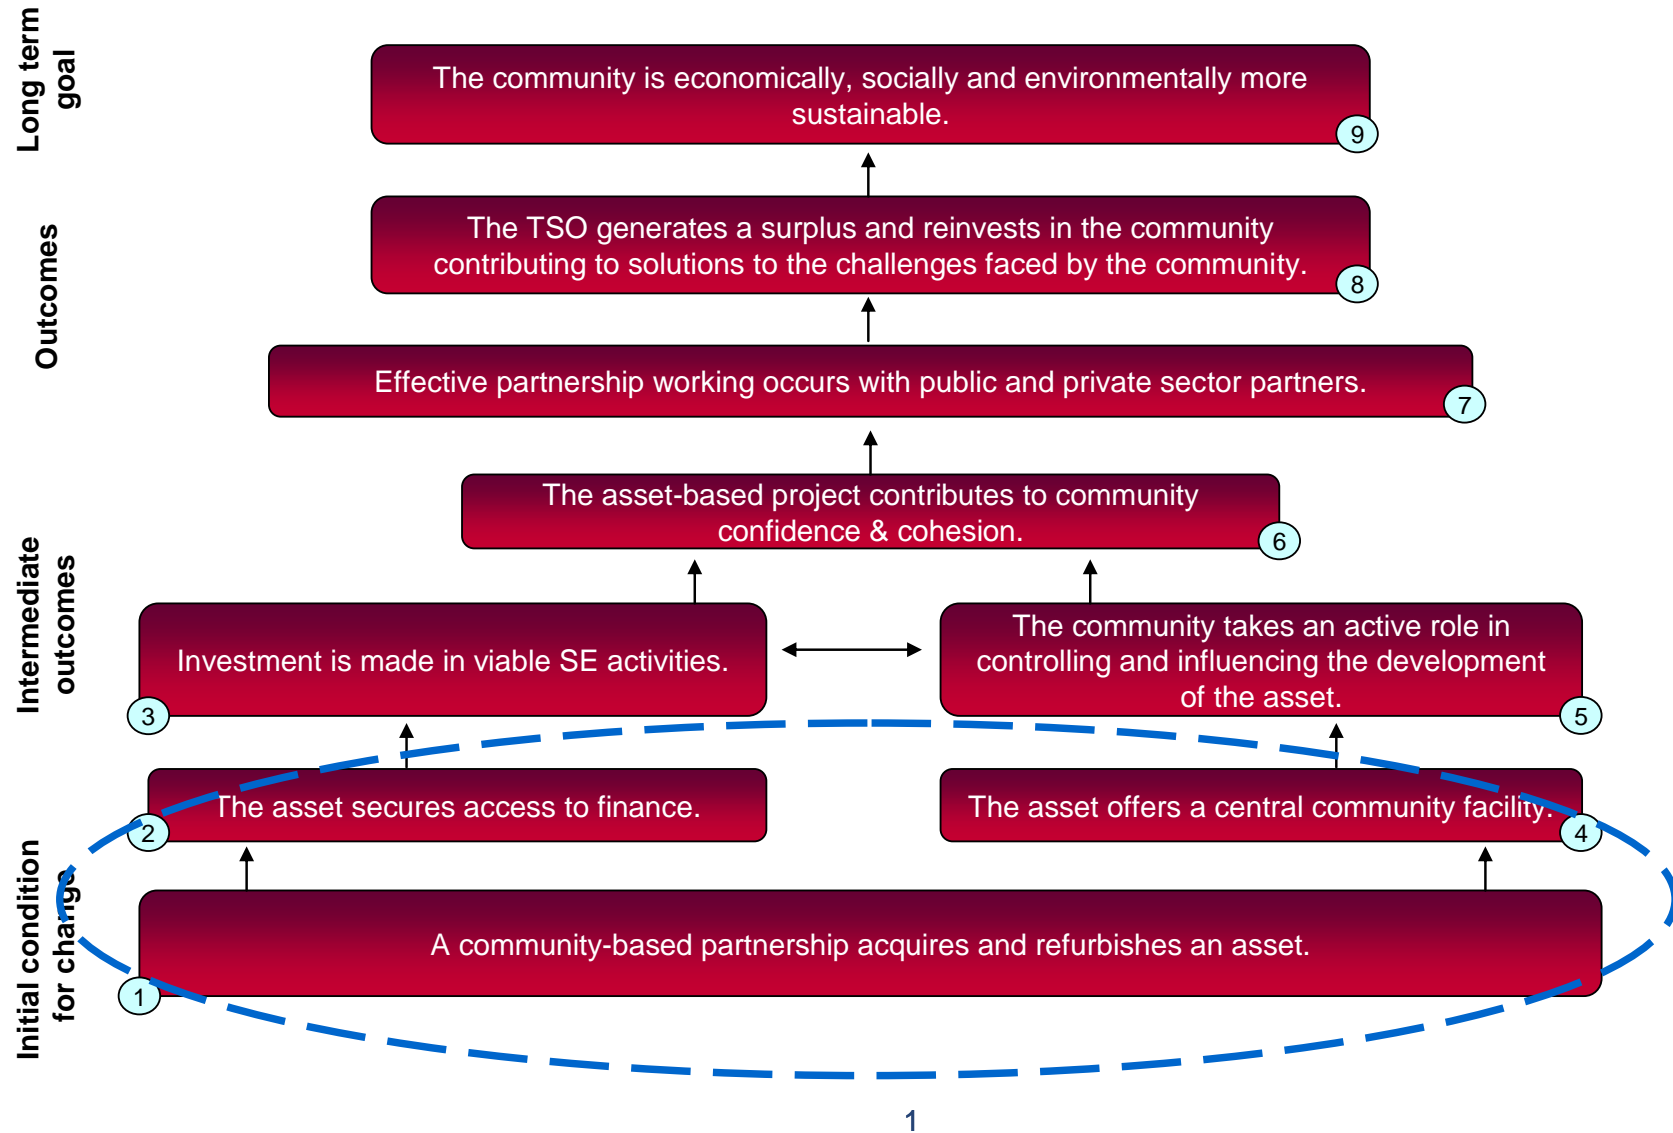 Long term
goal
The community is economically, socially and environmentally more
sustainable.
9
Outcomes
The TSO generates a surplus and reinvests in the community
contributing to solutions to the challenges faced by the community.
8
Effective partnership working occurs with public and private sector partners.
7
The asset-based project contributes to community
confidence & cohesion.
6
Intermediate
outcomes
Investment is made in viable SE activities.
3
The community takes an active role in
controlling and influencing the development
of the asset.
5
The asset secures access to finance.
2
The asset offers a central community facility.
4
Initial condition
for change
A community-based partnership acquires and refurbishes an asset.
1
1